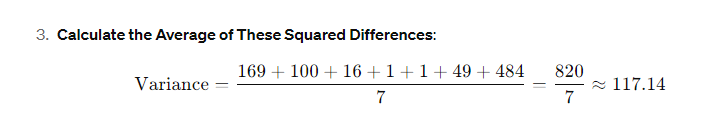 3. Calculate the Average of These Squared Differences:
Variance = (169 + 100 + 16 + 1 + 1 + 49 + 484) / 7 = 820 / 7 ≈ 117.14